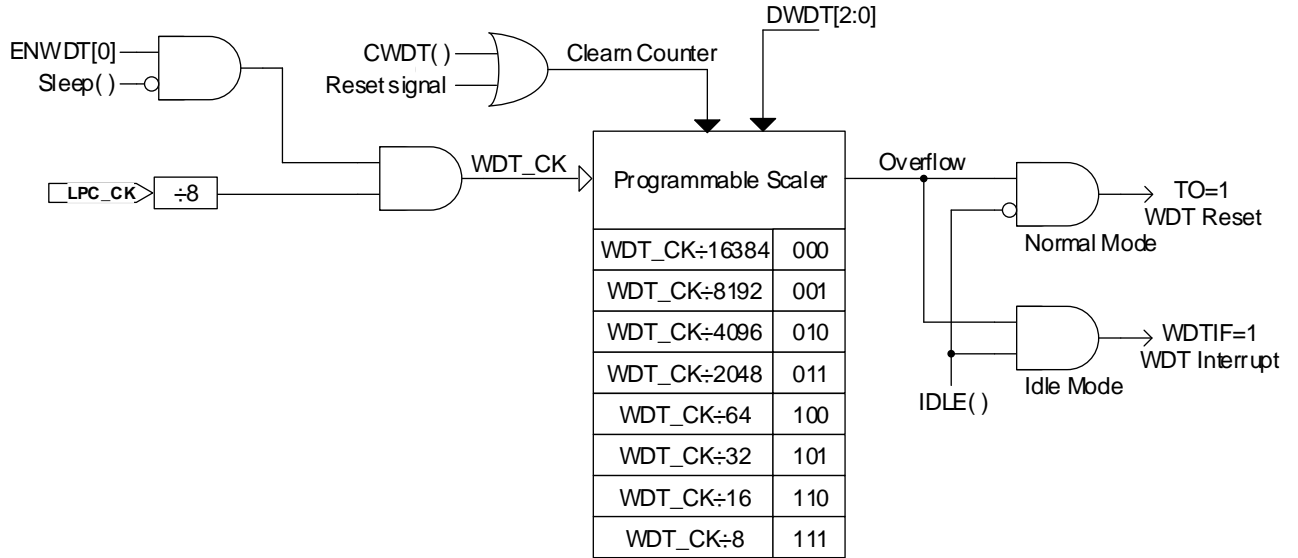 DWDT[2:0]
ENWDT[0]
Sleep( )
CWDT( )
Reset signal
Clearn Counter
LPC_CK
÷8
WDT_CK
Programmable Scaler
Overflow
TO=1
WDT Reset
Normal Mode
WDT_CK÷16384 000
WDT_CK÷8192 001
WDT_CK÷4096 010
WDT_CK÷2048 011
WDT_CK÷64 100
WDT_CK÷32 101
WDT_CK÷16 110
WDT_CK÷8 111
WDTIF=1
WDT Interrupt
Idle Mode
IDLE( )